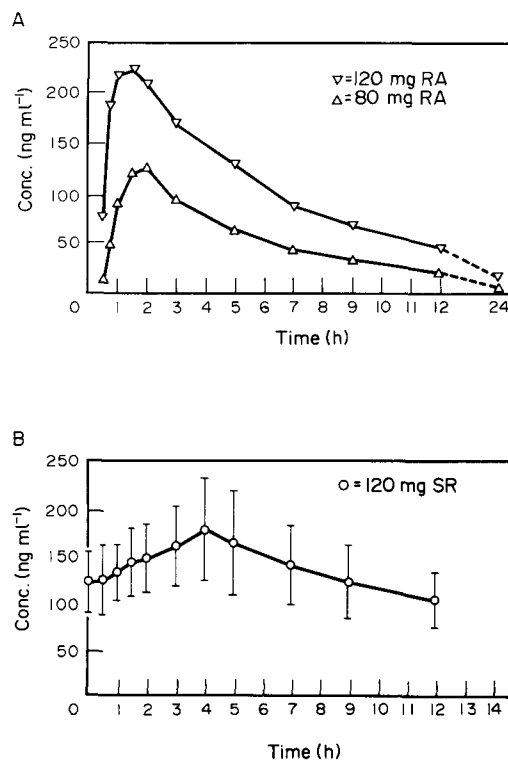 A
250
200
150
100
50
0
Conc. (ng ml⁻¹)
▽=120 mg RA
△=80 mg RA
1 2 3 4 5 6 7 8 9 10 11 12 24
Time (h)
B
250
200
150
100
50
0
Conc. (ng ml⁻¹)
○=120 mg SR
1 2 3 4 5 6 7 8 9 10 11 12 13 14
Time (h)